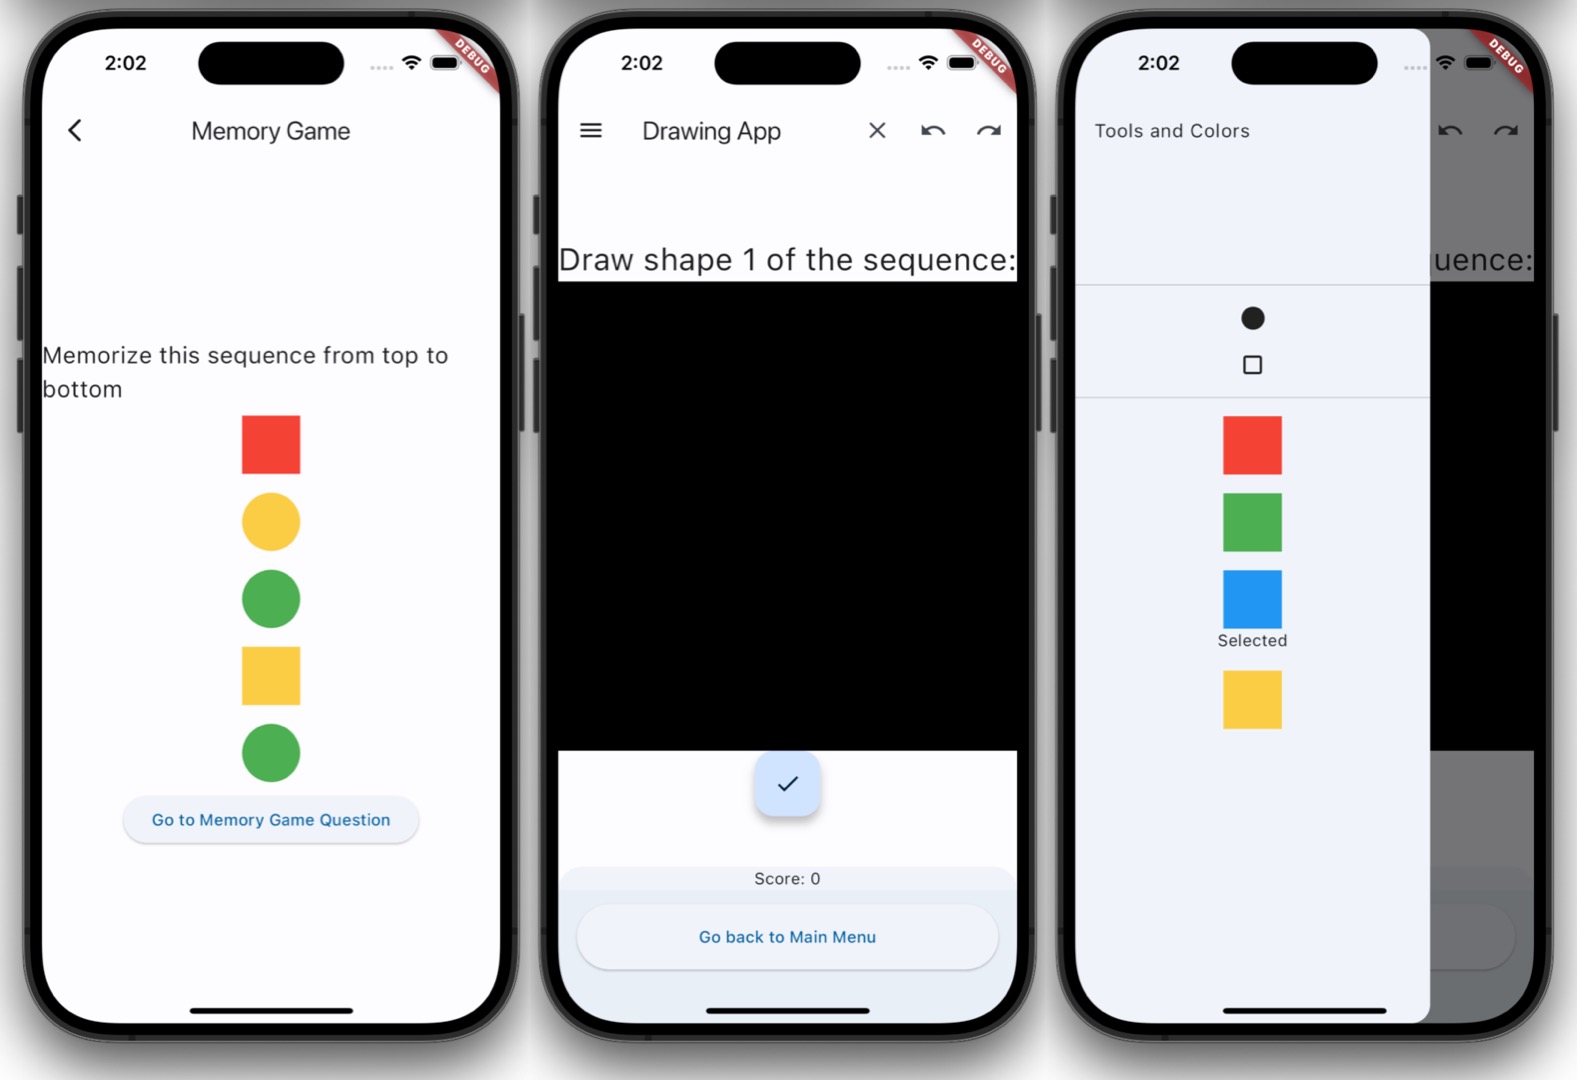 2:02
DEBUG
Memory Game
Memorize this sequence from top to
bottom
Go to Memory Game Question
2:02
DEBUG
Drawing App
Draw shape 1 of the sequence:
Score: 0
Go back to Main Menu
2:02
DEBUG
Tools and Colors
uence:
Selected